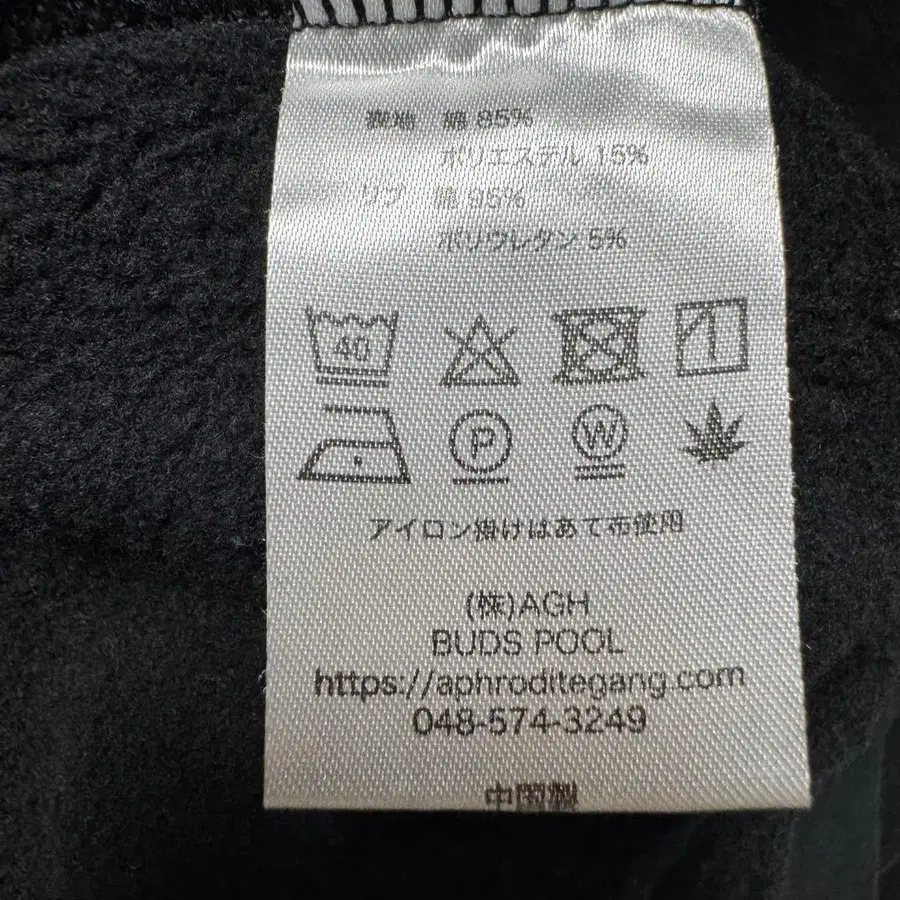 表地 綿 85%
ポリエステル 15%
リブ 綿 95%
ポリウレタン 5%
40
P
W
アイロン掛けはあて布使用
(株)AGH
BUDS POOL
https://aphroditegang.com
048-574-3249
中国製